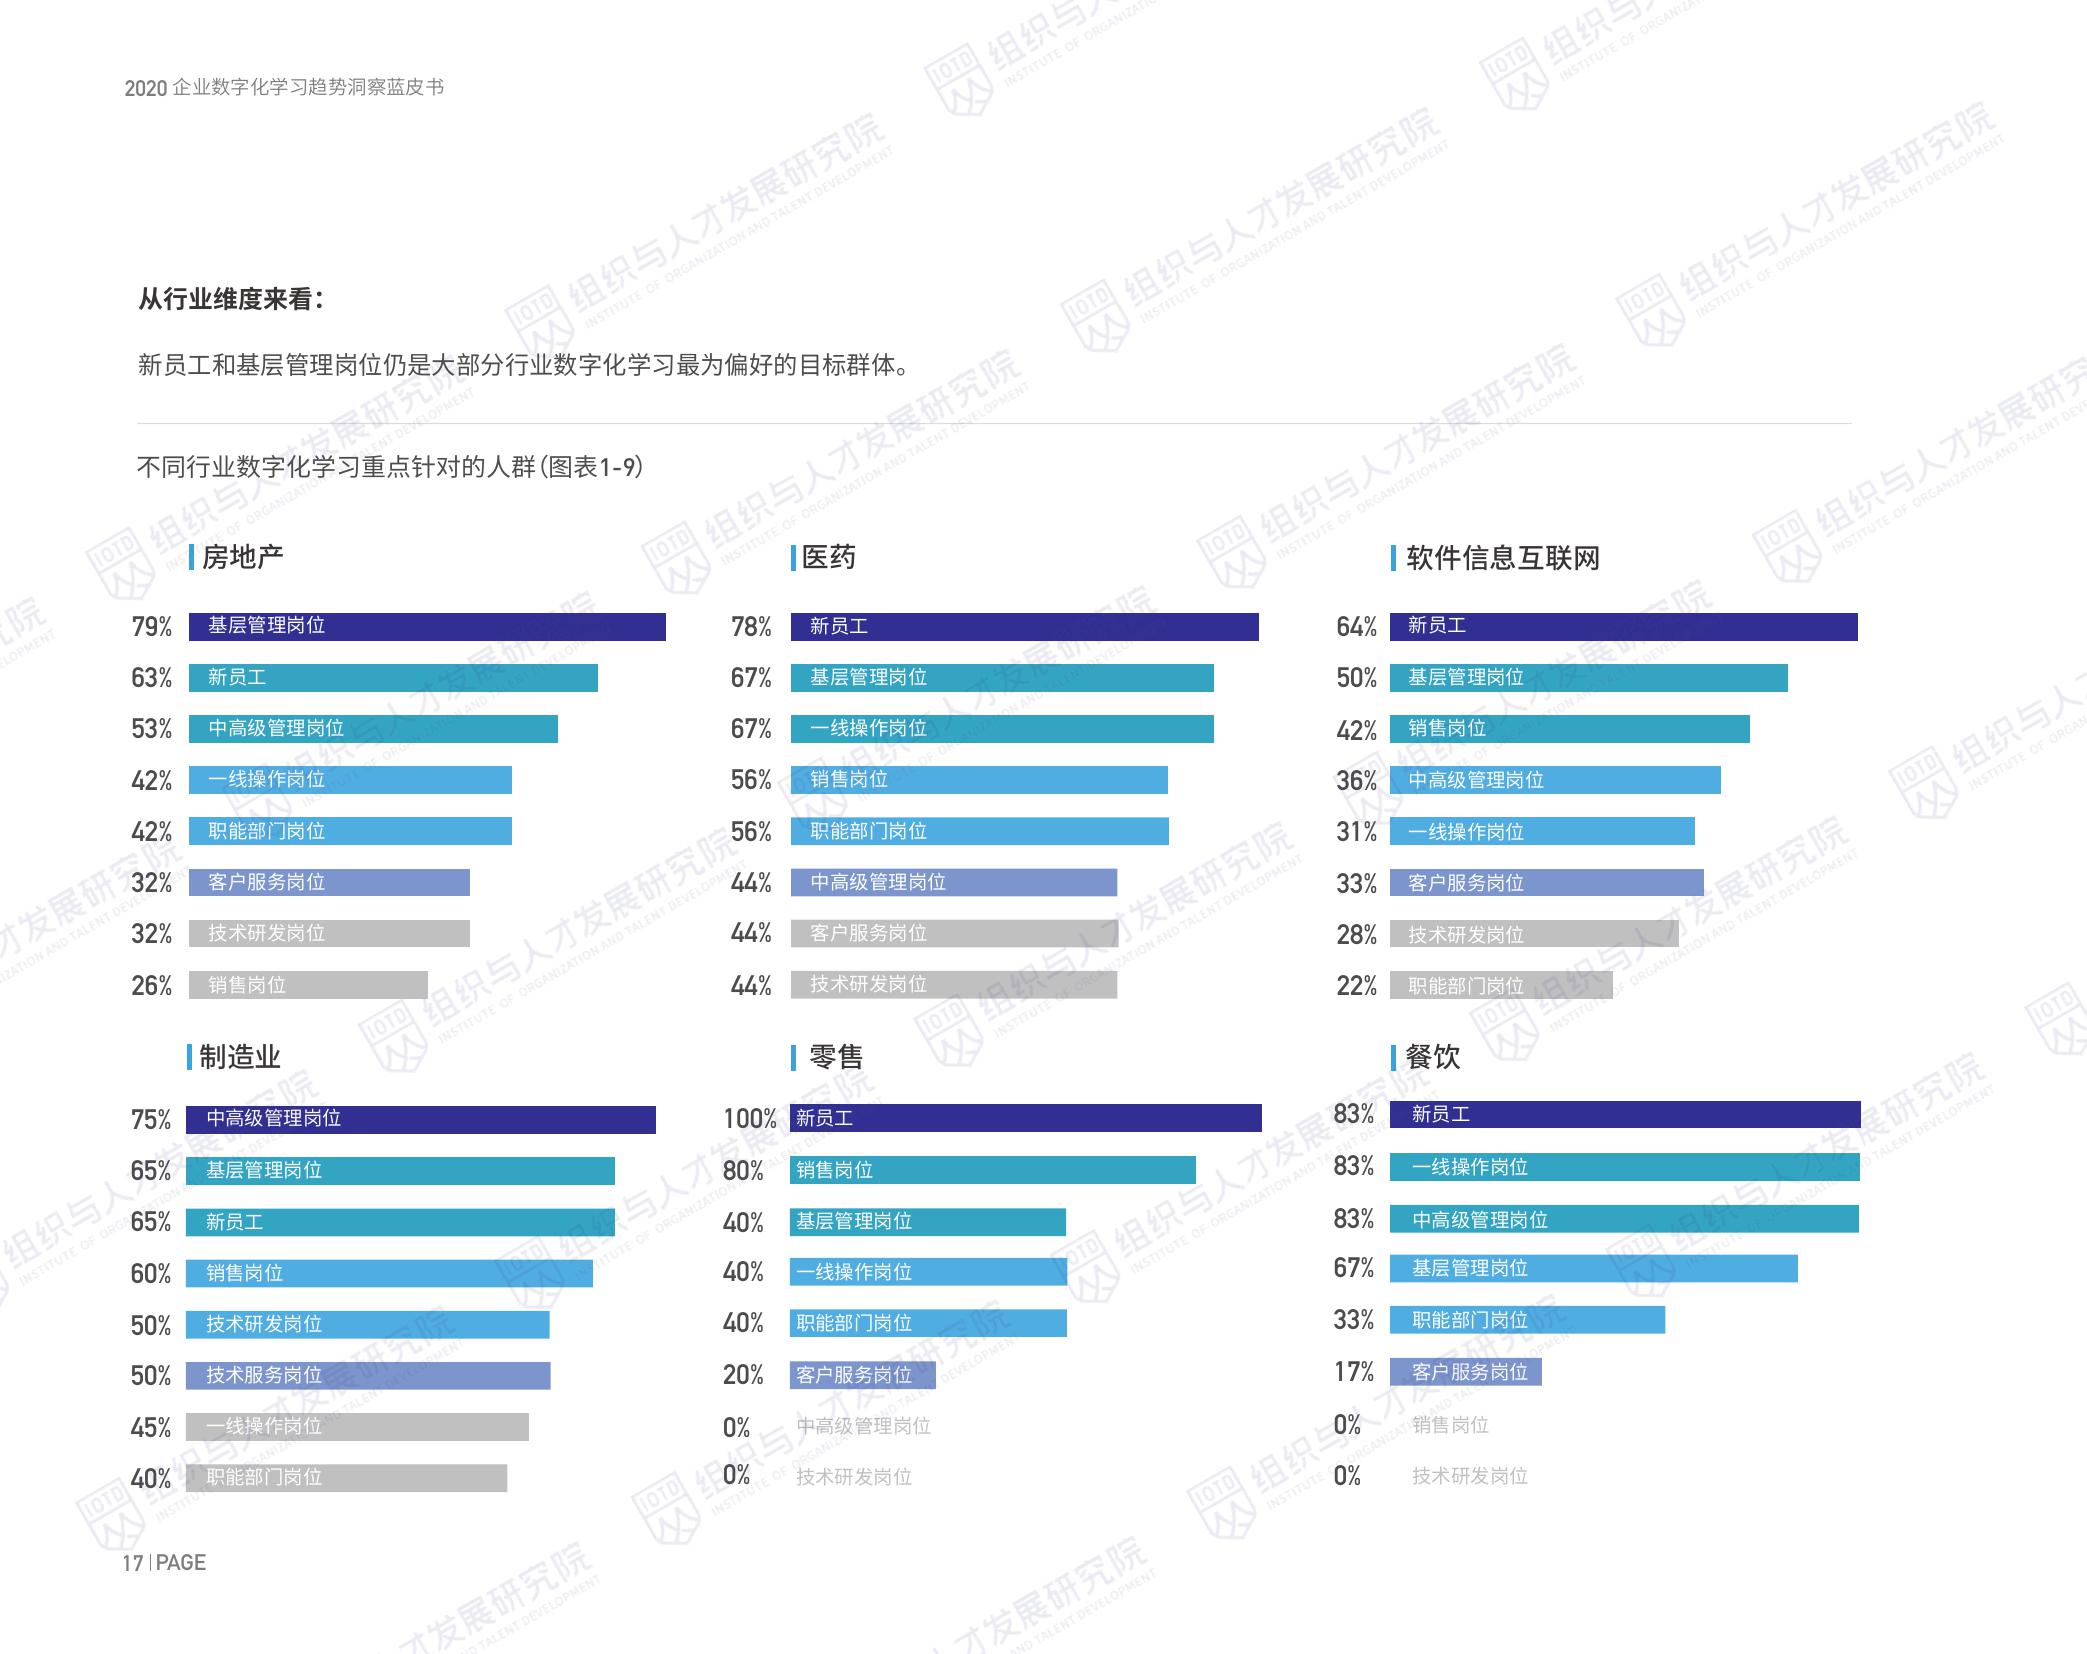 2020 企业数字化学习趋势洞察蓝皮书
从行业维度来看：
新员工和基层管理岗位仍是大部分行业数字化学习最为偏好的目标群体。
不同行业数字化学习重点针对的人群（图表1-9）
房地产
79% 基层管理岗位
63% 新员工
53% 中高级管理岗位
42% 一线操作岗位
42% 职能部门岗位
32% 客户服务岗位
32% 技术研发岗位
26% 销售岗位
医药
78% 新员工
67% 基层管理岗位
67% 一线操作岗位
56% 销售岗位
56% 职能部门岗位
44% 中高级管理岗位
44% 客户服务岗位
44% 技术研发岗位
软件信息互联网
64% 新员工
50% 基层管理岗位
42% 销售岗位
36% 中高级管理岗位
31% 一线操作岗位
33% 客户服务岗位
28% 技术研发岗位
22% 职能部门岗位
制造业
75% 中高级管理岗位
65% 基层管理岗位
65% 新员工
60% 销售岗位
50% 技术研发岗位
50% 技术服务岗位
45% 一线操作岗位
40% 职能部门岗位
零售
100% 新员工
80% 销售岗位
40% 基层管理岗位
40% 一线操作岗位
40% 职能部门岗位
20% 客户服务岗位
0% 中高级管理岗位
0% 技术研发岗位
餐饮
83% 新员工
83% 一线操作岗位
83% 中高级管理岗位
67% 基层管理岗位
33% 职能部门岗位
17% 客户服务岗位
0% 销售岗位
0% 技术研发岗位
17 | PAGE
IOTD 组织与人才发展研究院
INSTITUTE OF ORGANIZATION AND TALENT DEVELOPMENT